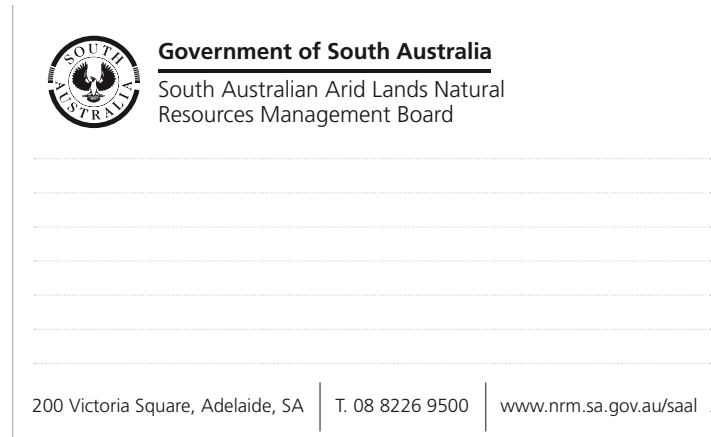 SOUTH
AUSTRALIA
Government of South Australia
South Australian Arid Lands Natural
Resources Management Board
200 Victoria Square, Adelaide, SA
T. 08 8226 9500
www.nrm.sa.gov.au/saal